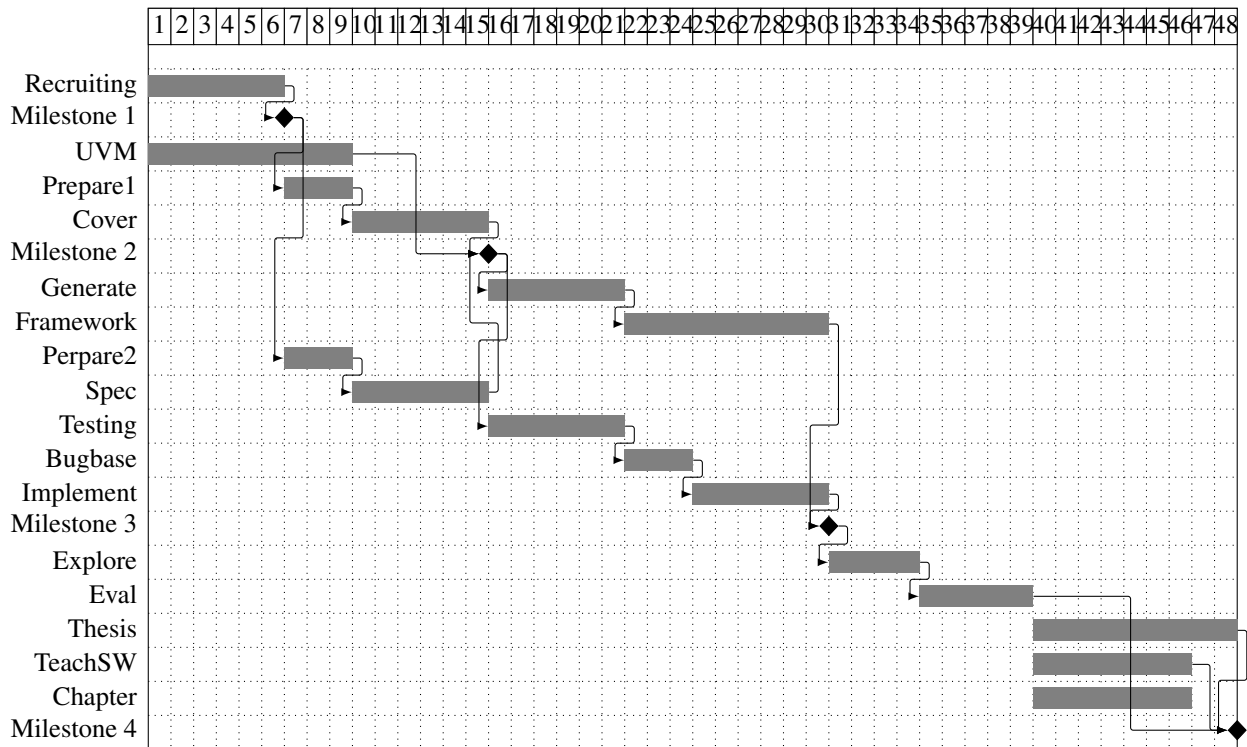 1 2 3 4 5 6 7 8 9 10 11 12 13 14 15 16 17 18 19 20 21 22 23 24 25 26 27 28 29 30 31 32 33 34 35 36 37 38 39 40 41 42 43 44 45 46 47 48
Recruiting
Milestone 1
UVM
Prepare1
Cover
Milestone 2
Generate
Framework
Perpare2
Spec
Testing
Bugbase
Implement
Milestone 3
Explore
Eval
Thesis
TeachSW
Chapter
Milestone 4